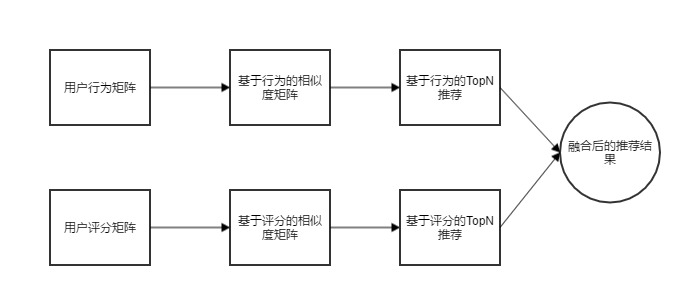 用户行为矩阵
基于行为的相似
度矩阵
基于行为的TopN
推荐
融合后的推荐结
果
用户评分矩阵
基于评分的相似
度矩阵
基于评分的TopN
推荐